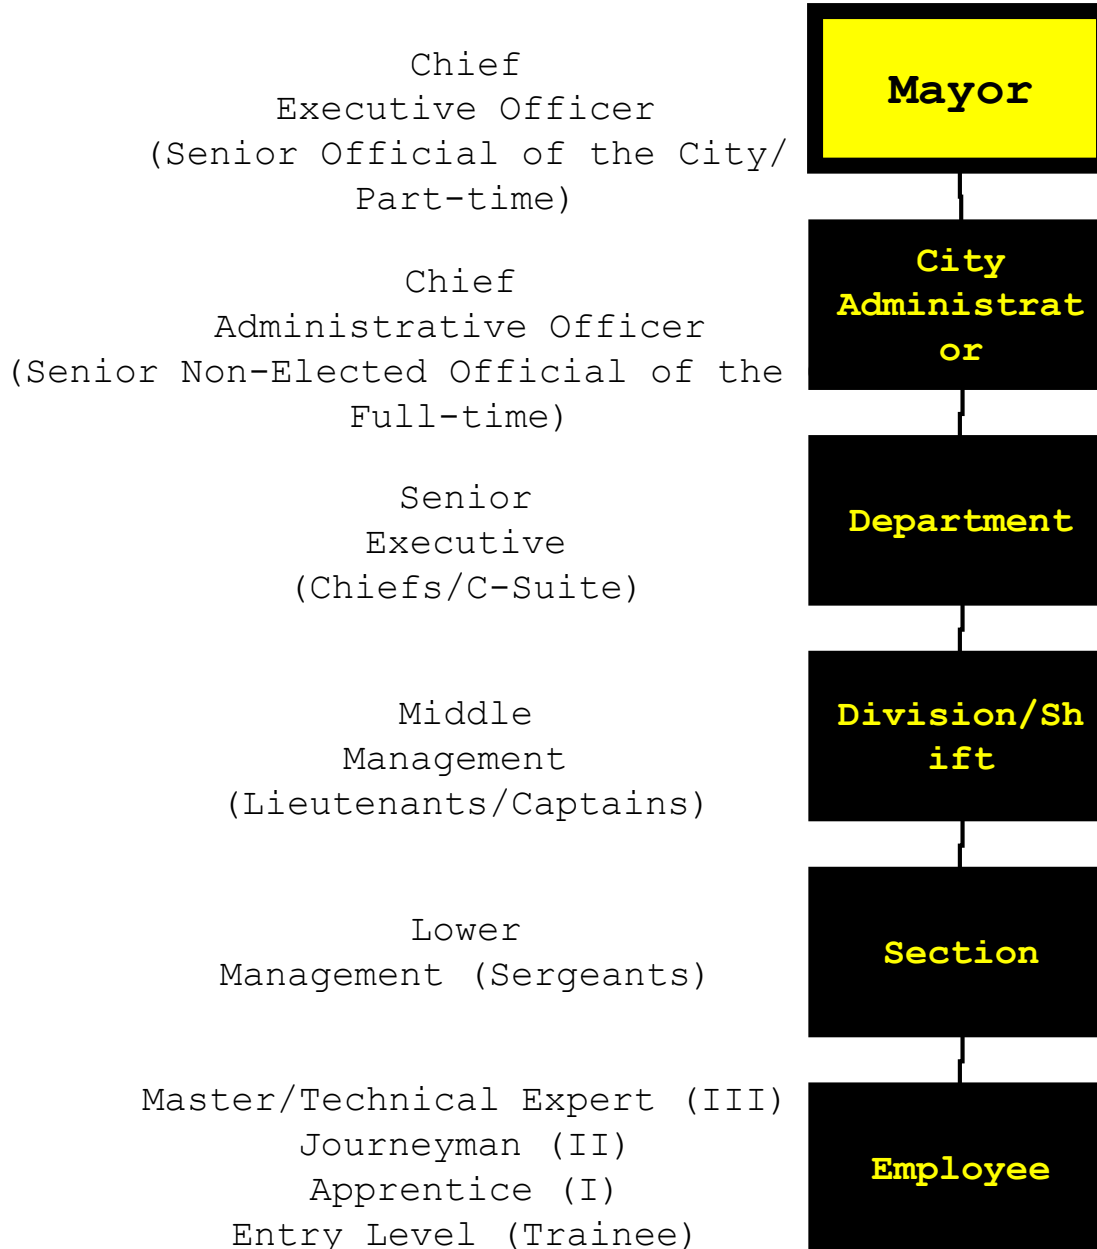 Chief
Executive Officer
(Senior Official of the City/
Part-time)
Mayor
Chief
Administrative Officer
(Senior Non-Elected Official of the
Full-time)
City
Administrat
or
Senior
Executive
(Chiefs/C-Suite)
Department
Middle
Management
(Lieutenants/Captains)
Division/Sh
ift
Lower
Management (Sergeants)
Section
Master/Technical Expert (III)
Journeyman (II)
Apprentice (I)
Entry Level (Trainee)
Employee